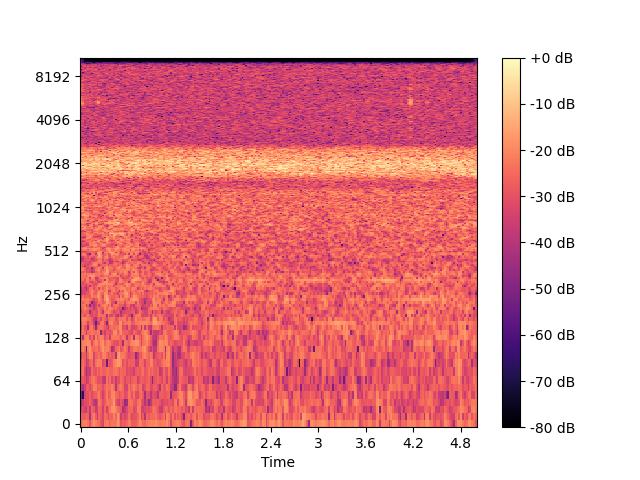 +0 dB
8192
-10 dB
4096
-20 dB
2048
-30 dB
1024
-40 dB
Hz
512
-50 dB
256
-60 dB
128
-70 dB
64
0
-80 dB
0 0.6 1.2 1.8 2.4 3 3.6 4.2 4.8
Time